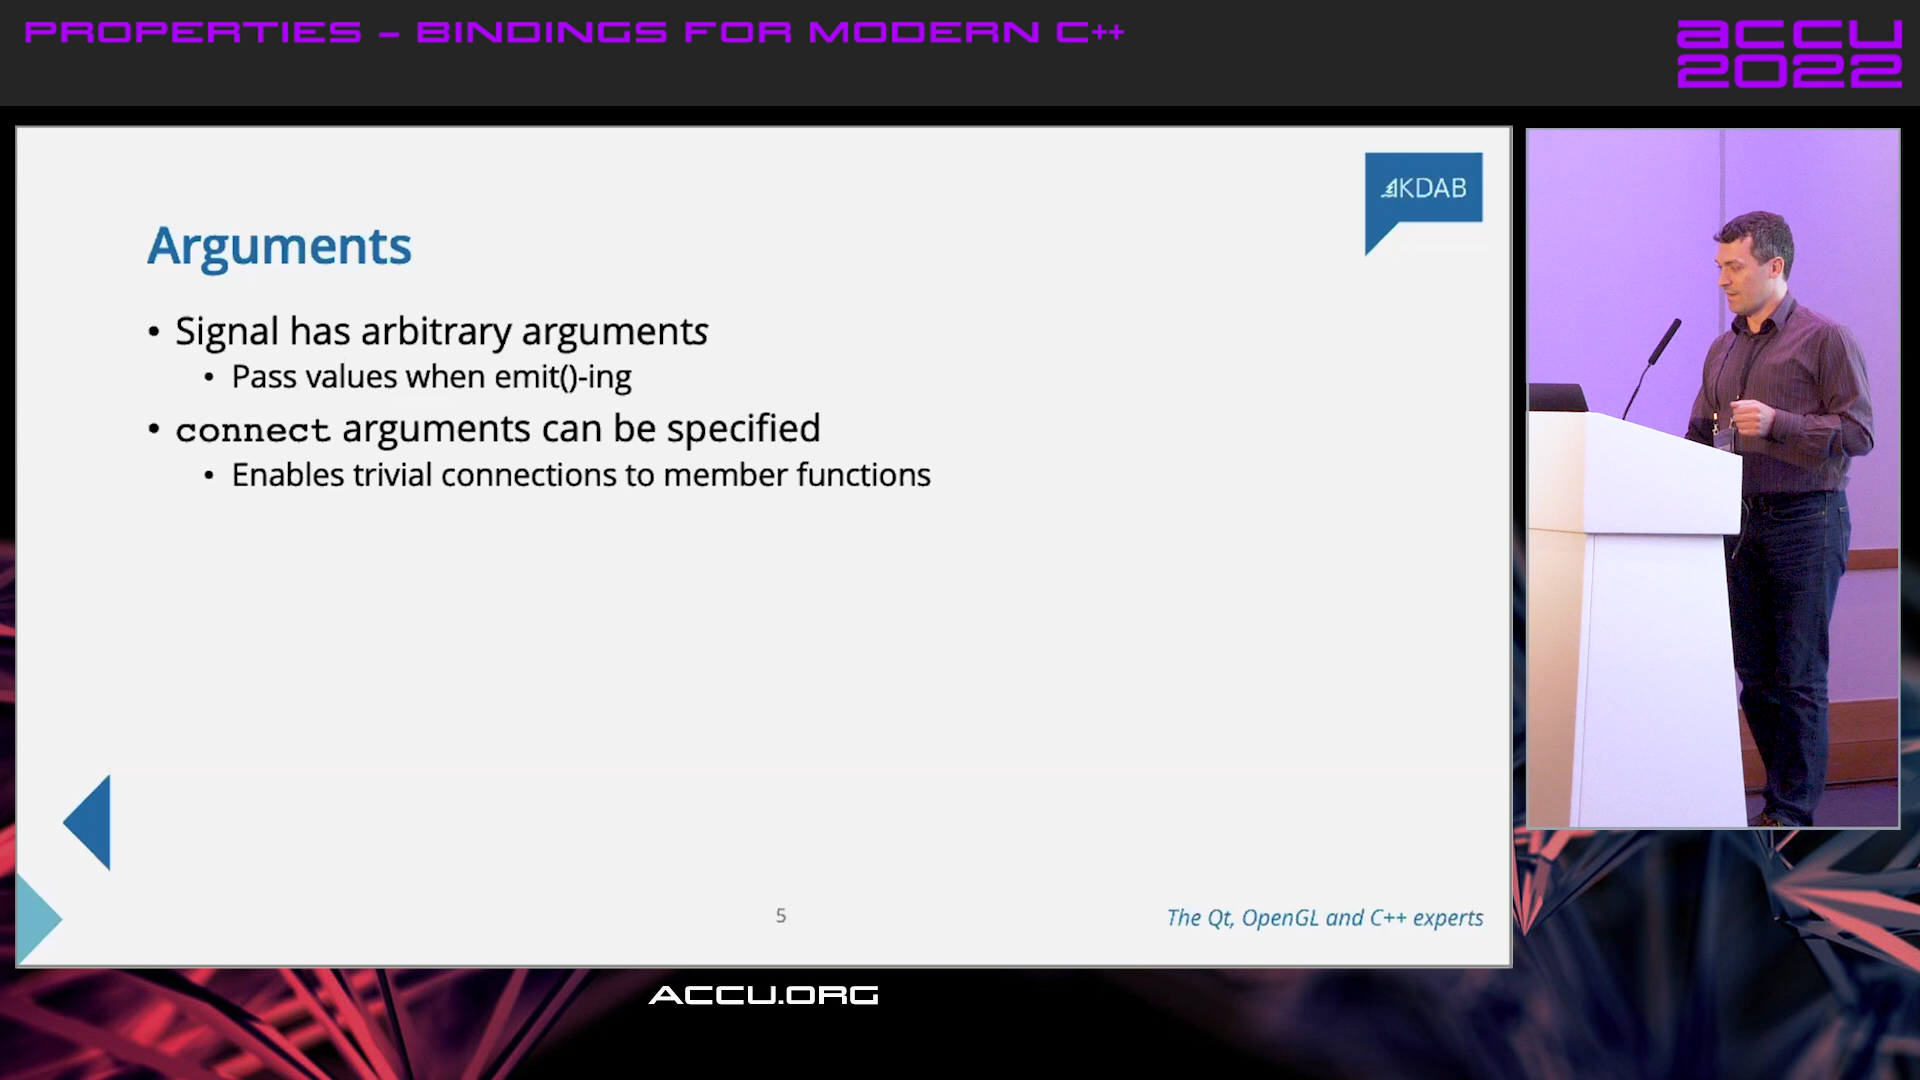 PROPERTIES - BINDINGS FOR MODERN C++
accu
2022
KDAB
Arguments
• Signal has arbitrary arguments
• Pass values when emit()-ing
• connect arguments can be specified
• Enables trivial connections to member functions
5
The Qt, OpenGL and C++ experts
ACCU.ORG